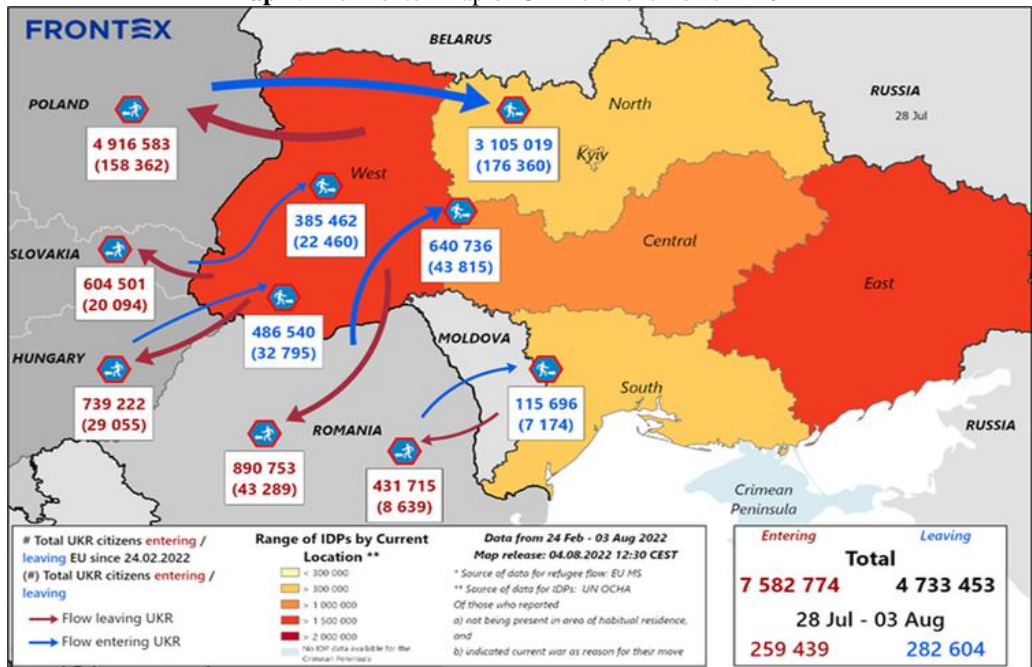 FRONTEX
BELARUS
POLAND
North
RUSSIA
28 Jul
4 916 583
(158 362)
3 105 019
(176 360)
Kyiv
West
385 462
(22 460)
640 736
(43 815)
Central
SLOVAKIA
604 501
(20 094)
East
486 540
(32 795)
MOLDOVA
HUNGARY
739 222
(29 055)
115 696
(7 174)
South
890 753
(43 289)
ROMANIA
431 715
(8 639)
RUSSIA
Crimean
Peninsula
# Total UKR citizens entering /
leaving EU since 24.02.2022
(#) Total UKR citizens entering /
leaving
Flow leaving UKR
Flow entering UKR
Range of IDPs by Current
Location **
< 300 000
> 300 000
> 1 000 000
> 1 500 000
> 2 000 000
No IDP data available for the
Crimean Peninsula
Data from 24 Feb - 03 Aug 2022
Map release: 04.08.2022 12:30 CEST
* Source of data for refugee flow: EU MS
** Source of data for IDPs: UN OCHA
Of those who reported
a) not being present in area of habitual residence,
and
b) indicated current war as reason for their move
Entering Leaving
Total
7 582 774 4 733 453
28 Jul - 03 Aug
259 439 282 604